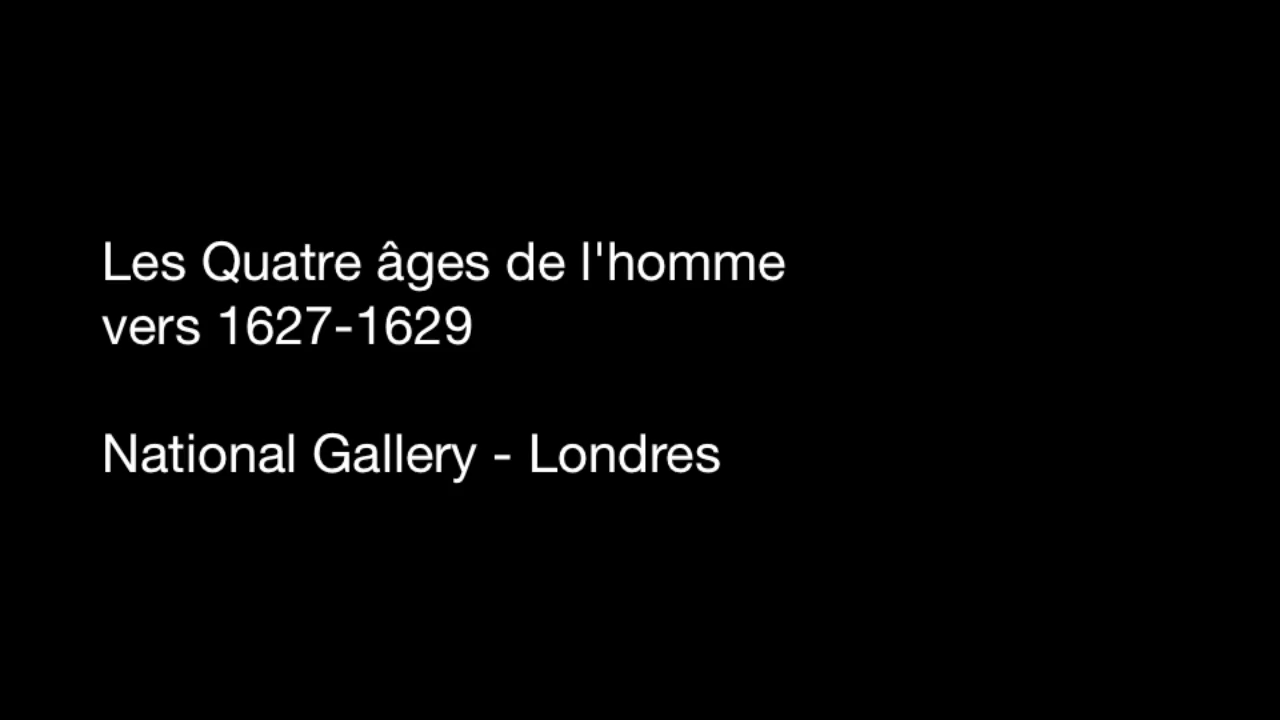 Les Quatre âges de l'homme
vers 1627-1629
National Gallery - Londres